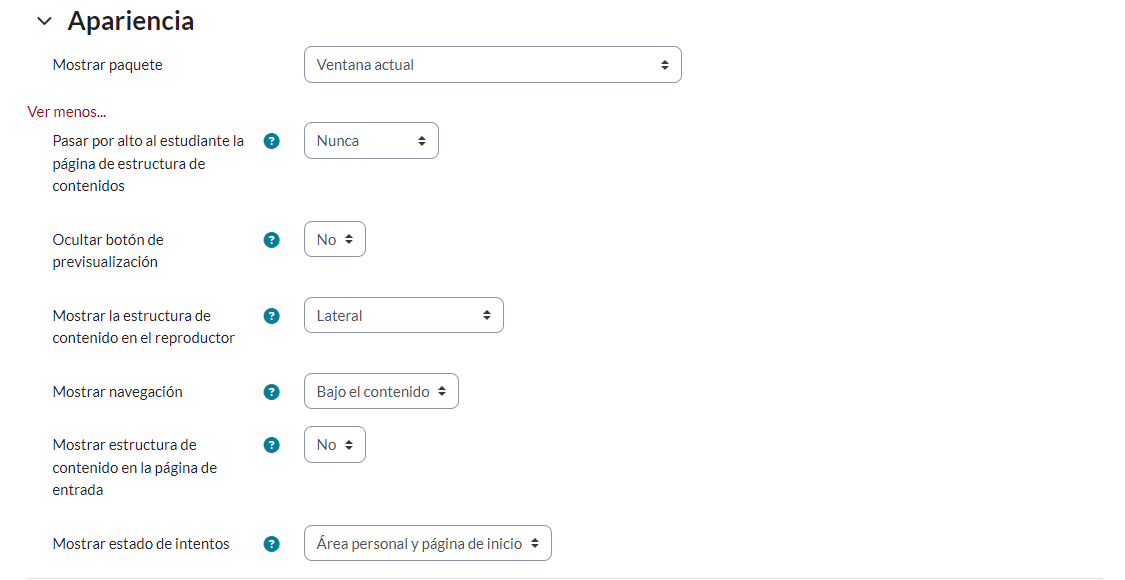 Apariencia
Mostrar paquete
Ventana actual
Ver menos...
Pasar por alto al estudiante la
página de estructura de
contenidos
?
Nunca
Ocultar botón de
previsualización
?
No
Mostrar la estructura de
contenido en el reproductor
?
Lateral
Mostrar navegación
?
Bajo el contenido
Mostrar estructura de
contenido en la página de
entrada
?
No
Mostrar estado de intentos
?
Área personal y página de inicio